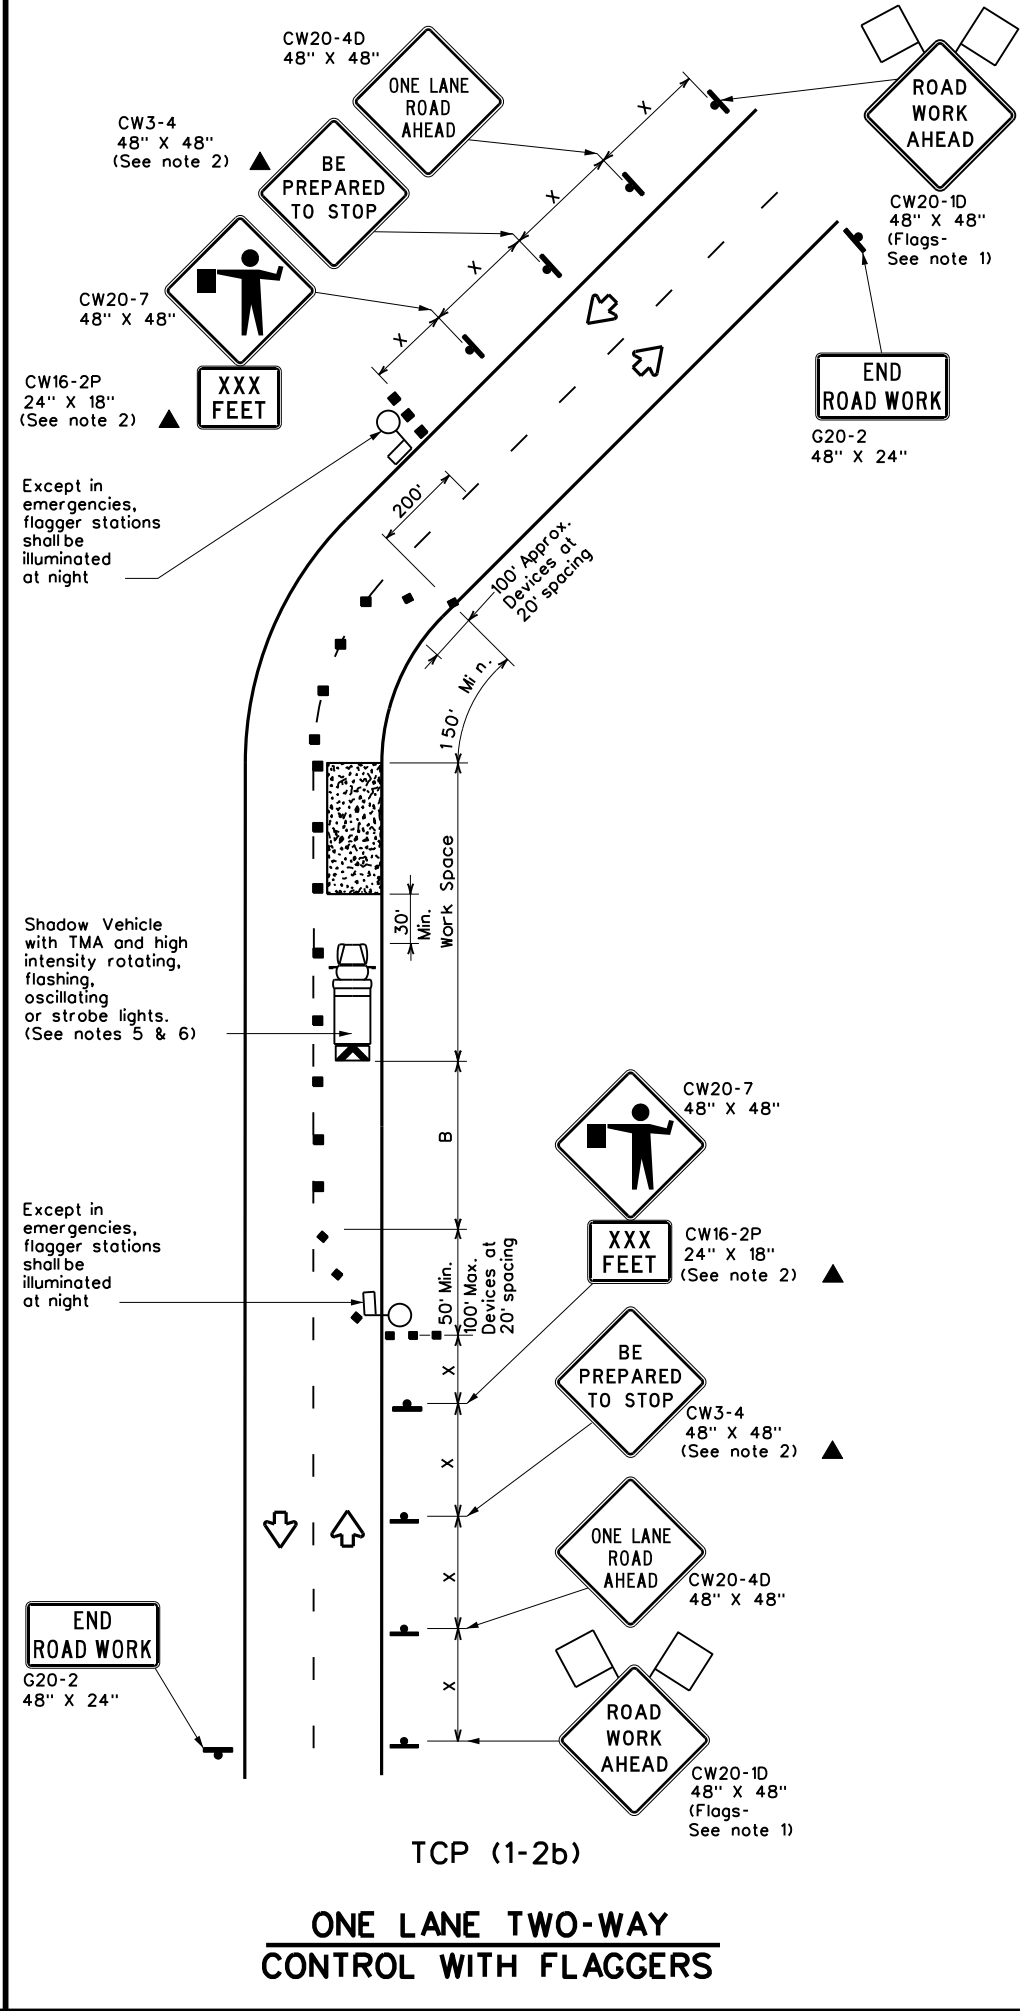 CW20-4D
48" X 48"
ONE LANE
ROAD
AHEAD
X
ROAD
WORK
AHEAD
CW20-1D
48" X 48"
(Flags-
See note 1)
CW3-4
48" X 48"
(See note 2)
BE
PREPARED
TO STOP
X
X
X
CW20-7
48" X 48"
CW16-2P
24" X 18"
(See note 2)
XXX
FEET
END
ROAD WORK
G20-2
48" X 24"
Except in
emergencies,
flagger stations
shall be
illuminated
at night
200'
100' Approx.
Devices at
20' spacing
150' Min.
Work Space
30'
Min.
Shadow Vehicle
with TMA and high
intensity rotating,
flashing,
oscillating
or strobe lights.
(See notes 5 & 6)
B
CW20-7
48" X 48"
XXX
FEET
CW16-2P
24" X 18"
(See note 2)
Except in
emergencies,
flagger stations
shall be
illuminated
at night
50' Min.
100' Max.
Devices at
20' spacing
X
BE
PREPARED
TO STOP
CW3-4
48" X 48"
(See note 2)
X
ONE LANE
ROAD
AHEAD
CW20-4D
48" X 48"
X
END
ROAD WORK
G20-2
48" X 24"
X
ROAD
WORK
AHEAD
CW20-1D
48" X 48"
(Flags-
See note 1)
TCP (1-2b)
ONE LANE TWO-WAY
CONTROL WITH FLAGGERS